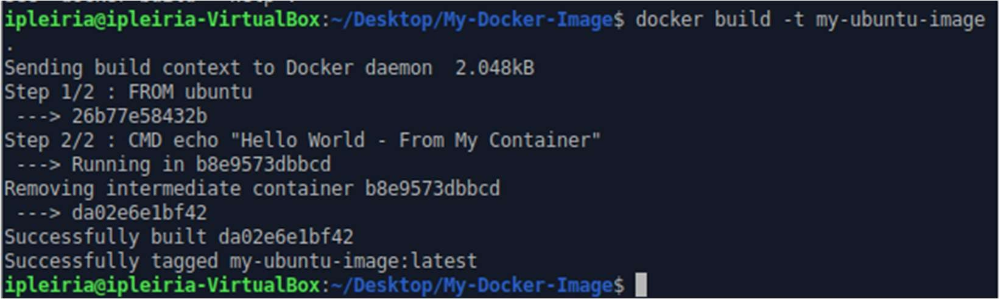 ipleiria@ipleiria-VirtualBox:~/Desktop/My-Docker-Image$ docker build -t my-ubuntu-image
.
Sending build context to Docker daemon  2.048kB
Step 1/2 : FROM ubuntu
 ---> 26b77e58432b
Step 2/2 : CMD echo "Hello World - From My Container"
 ---> Running in b8e9573dbbcd
Removing intermediate container b8e9573dbbcd
 ---> da02e6e1bf42
Successfully built da02e6e1bf42
Successfully tagged my-ubuntu-image:latest
ipleiria@ipleiria-VirtualBox:~/Desktop/My-Docker-Image$